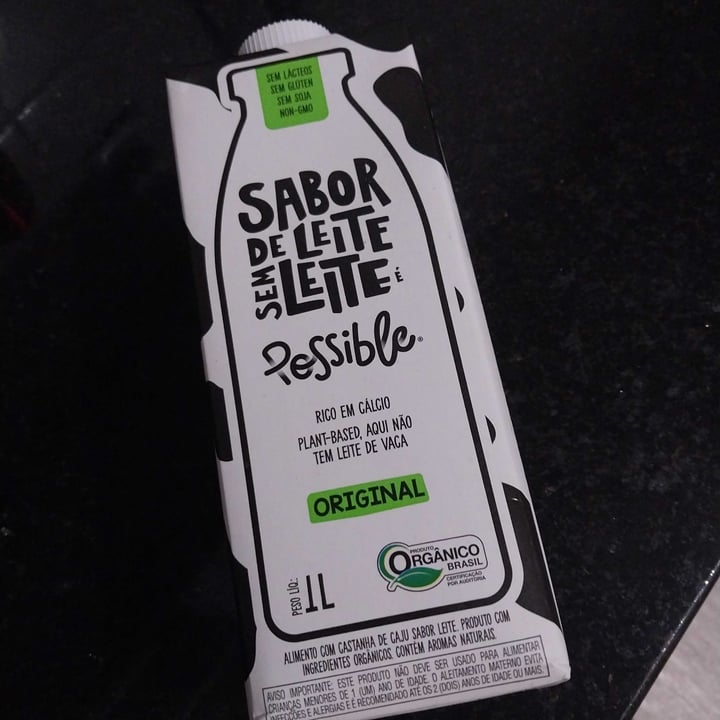 SEM LÁCTEOS
SEM GLÚTEN
SEM SOJA
NON-GMO
SABOR
DE LEITE
SEM LEITE É
Possible®
RICO EM CÁLCIO
PLANT-BASED, AQUI NÃO
TEM LEITE DE VACA
ORIGINAL
PRODUTO
ORGÂNICO
BRASIL
CERTIFICAÇÃO
POR AUDITORIA
PESO LÍQ.: 1L
ALIMENTO COM CASTANHA DE CAJU SABOR LEITE. PRODUTO COM
INGREDIENTES ORGÂNICOS. CONTÉM AROMAS NATURAIS.
AVISO IMPORTANTE: ESTE PRODUTO NÃO DEVE SER USADO PARA ALIMENTAR
CRIANÇAS MENORES DE 1 (UM) ANO DE IDADE. O ALEITAMENTO MATERNO EVITA
INFECÇÕES E ALERGIAS E É RECOMENDADO ATÉ OS 2 (DOIS) ANOS DE IDADE OU MAIS.